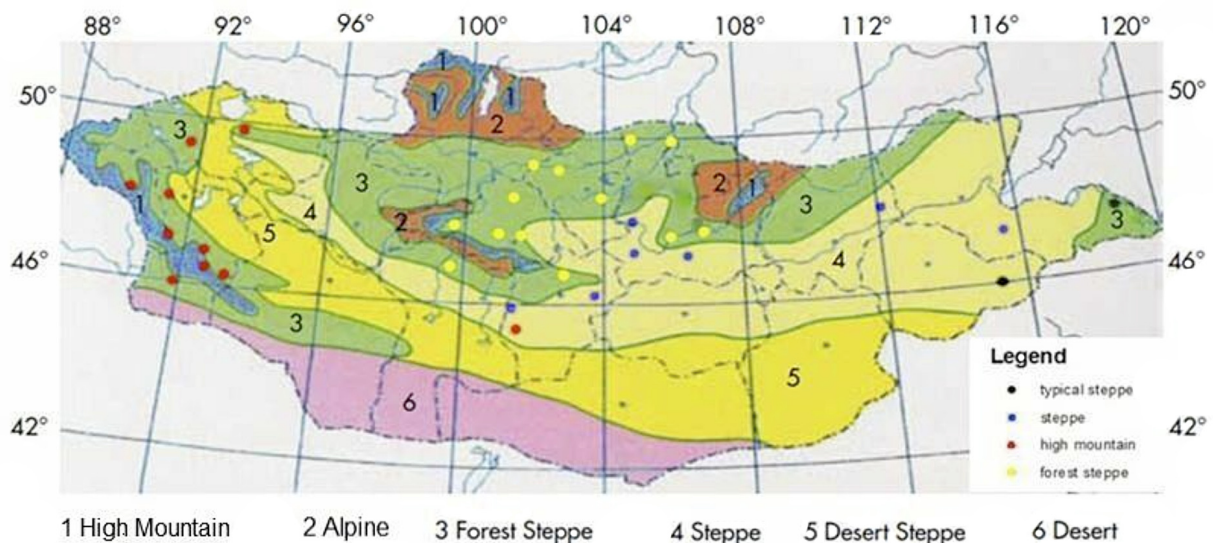 88° 92° 96° 100° 104° 108° 112° 116° 120°
50° 50°
46° 46°
42° 42°
1
1 1
2
3
3
2 1
3
3
1
2
4
5
4
3
5
6
Legend
typical steppe
steppe
high mountain
forest steppe
1 High Mountain 2 Alpine 3 Forest Steppe 4 Steppe 5 Desert Steppe 6 Desert